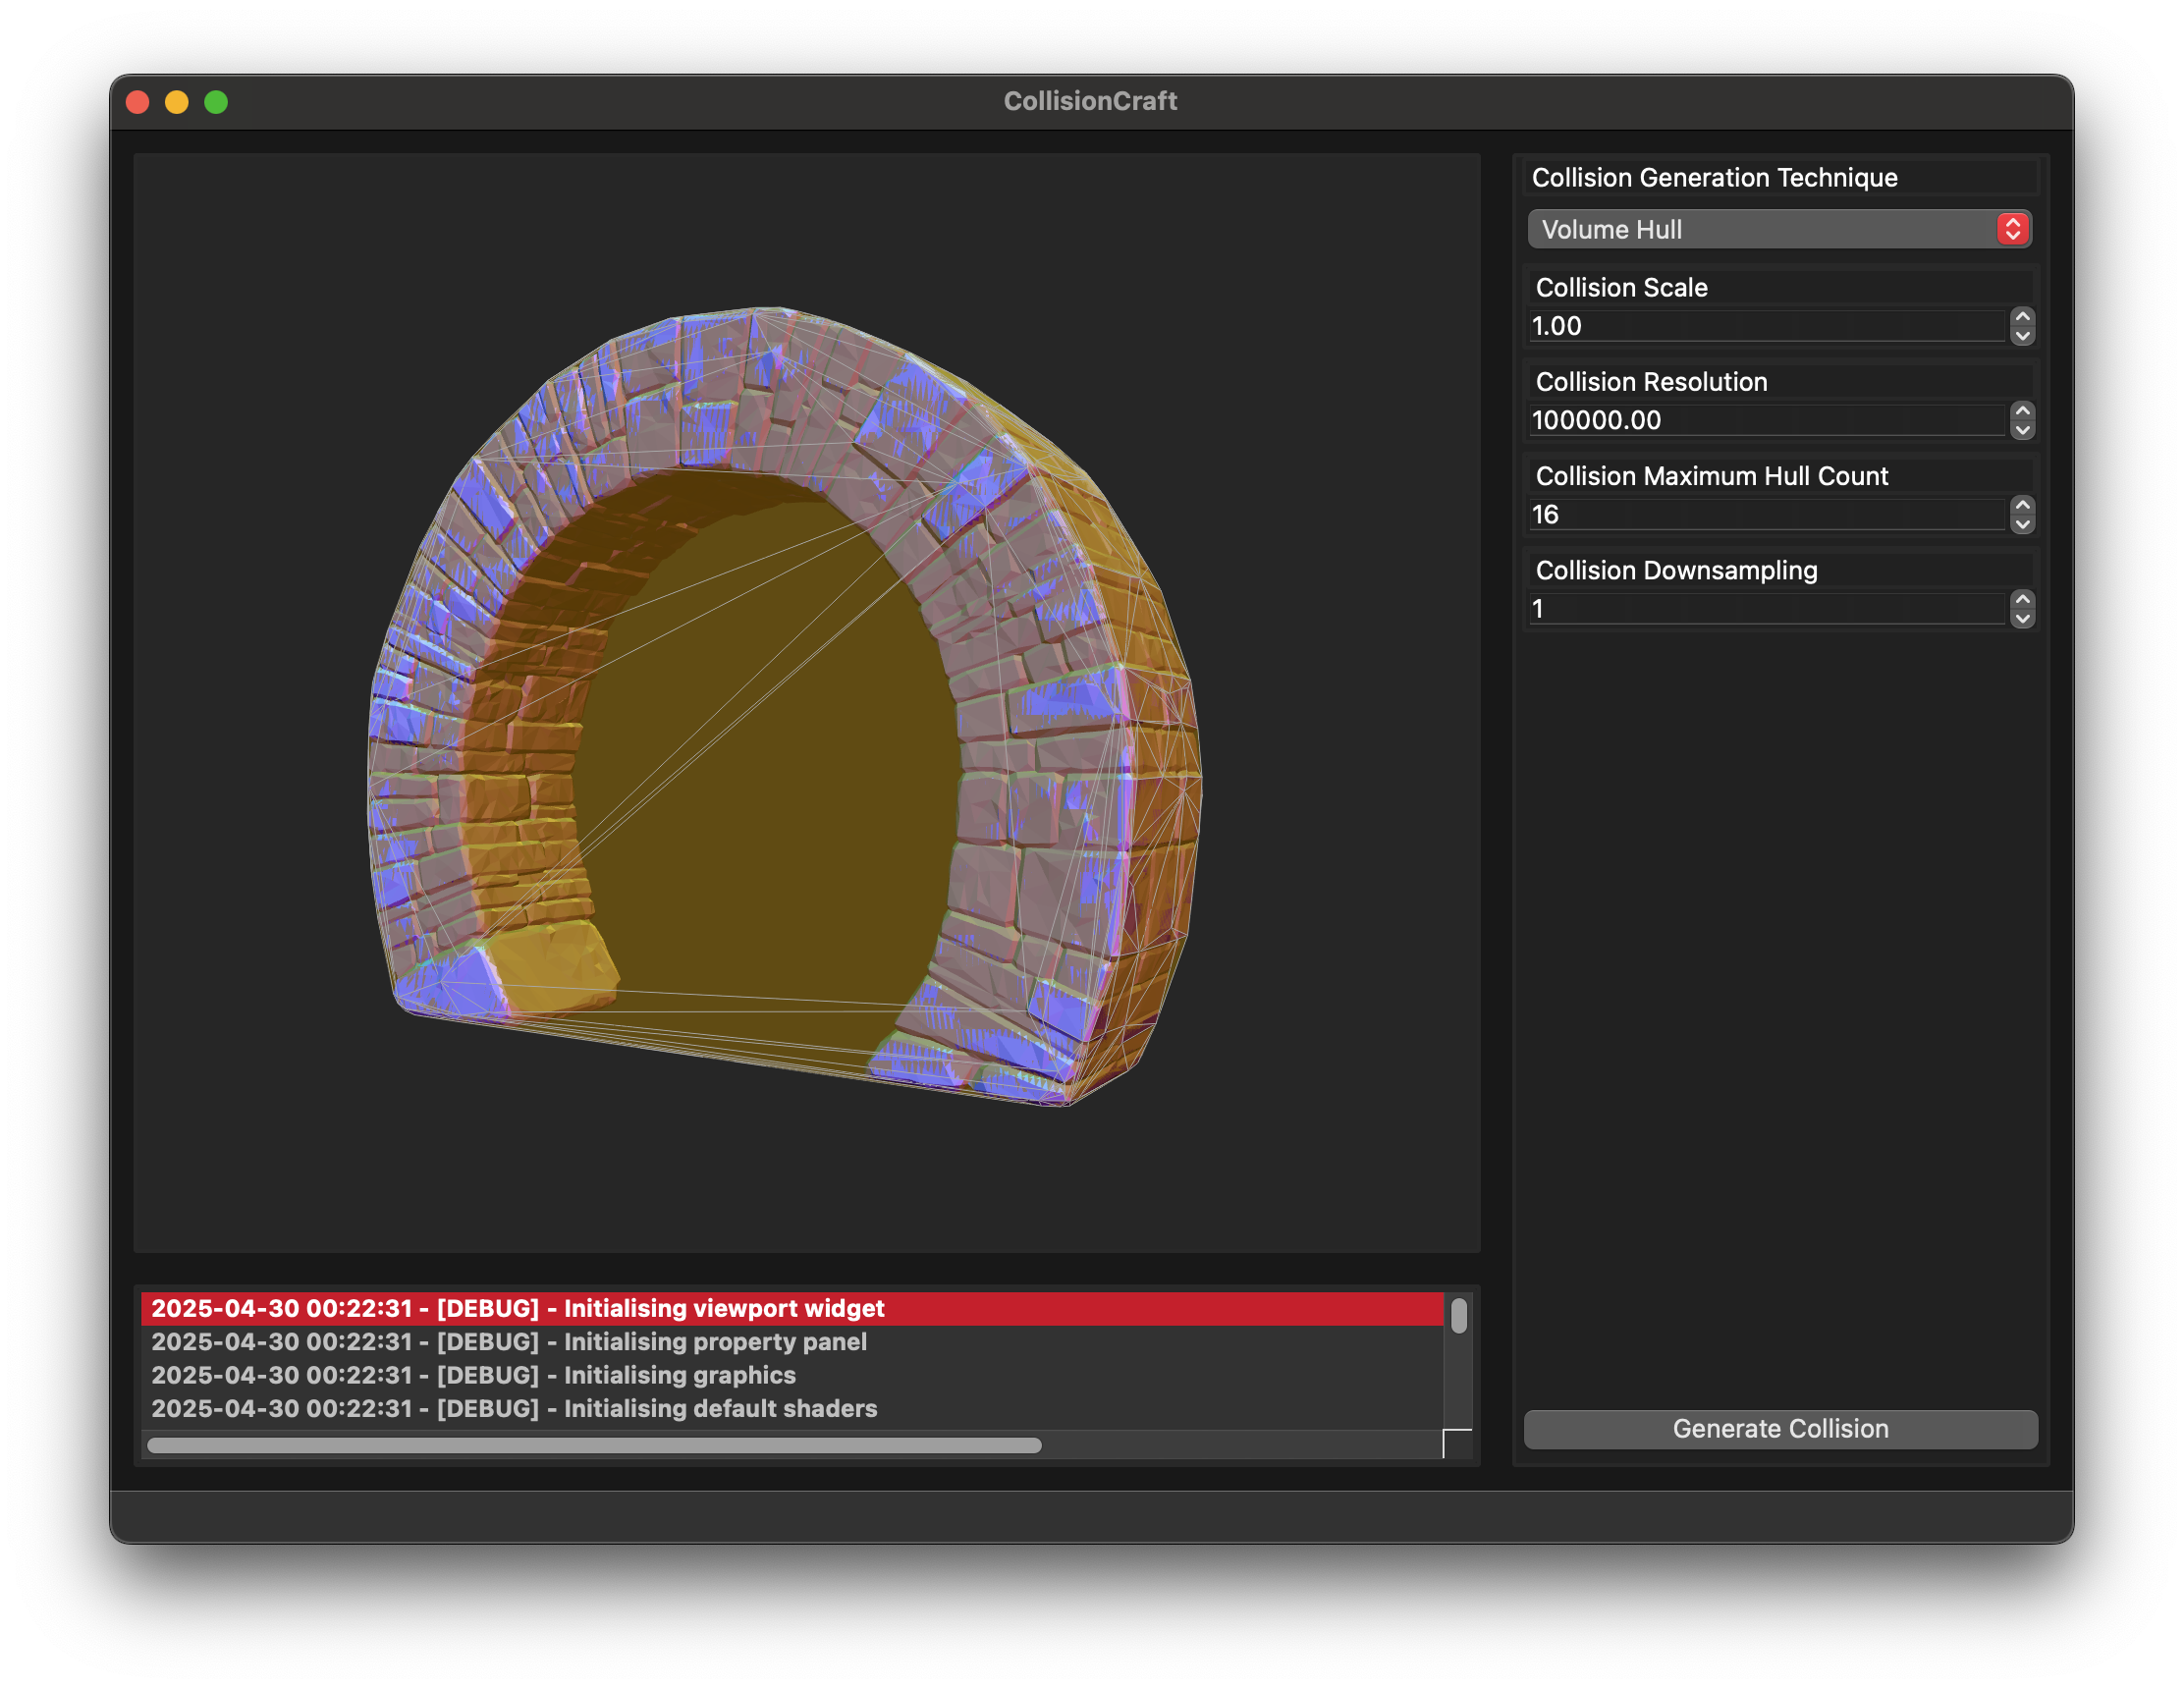 CollisionCraft
Collision Generation Technique
Volume Hull
Collision Scale
1.00
Collision Resolution
100000.00
Collision Maximum Hull Count
16
Collision Downsampling
1
2025-04-30 00:22:31 - [DEBUG] - Initialising viewport widget
2025-04-30 00:22:31 - [DEBUG] - Initialising property panel
2025-04-30 00:22:31 - [DEBUG] - Initialising graphics
2025-04-30 00:22:31 - [DEBUG] - Initialising default shaders
Generate Collision